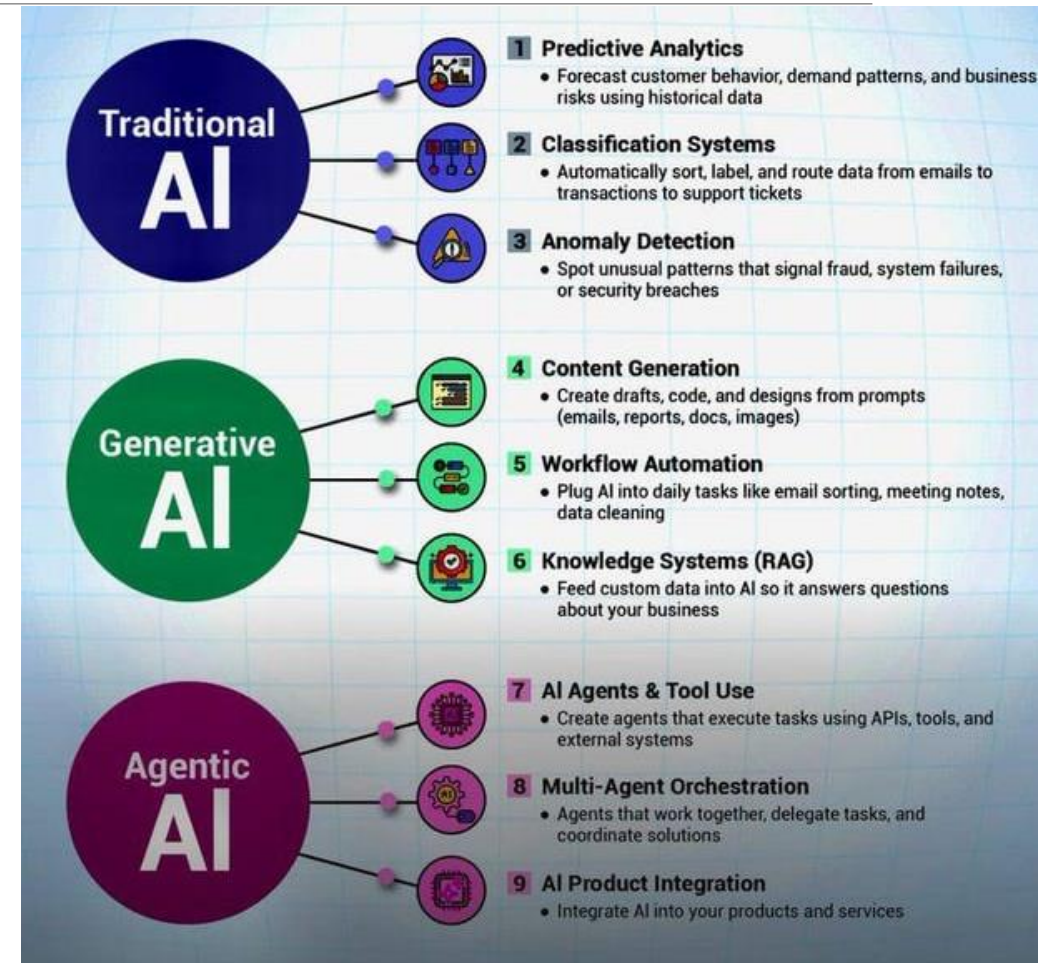 Traditional
AI
1 Predictive Analytics
• Forecast customer behavior, demand patterns, and business
risks using historical data
2 Classification Systems
• Automatically sort, label, and route data from emails to
transactions to support tickets
3 Anomaly Detection
• Spot unusual patterns that signal fraud, system failures,
or security breaches
Generative
AI
4 Content Generation
• Create drafts, code, and designs from prompts
(emails, reports, docs, images)
5 Workflow Automation
• Plug AI into daily tasks like email sorting, meeting notes,
data cleaning
6 Knowledge Systems (RAG)
• Feed custom data into AI so it answers questions
about your business
Agentic
AI
7 AI Agents & Tool Use
• Create agents that execute tasks using APIs, tools, and
external systems
8 Multi-Agent Orchestration
• Agents that work together, delegate tasks, and
coordinate solutions
9 AI Product Integration
• Integrate AI into your products and services